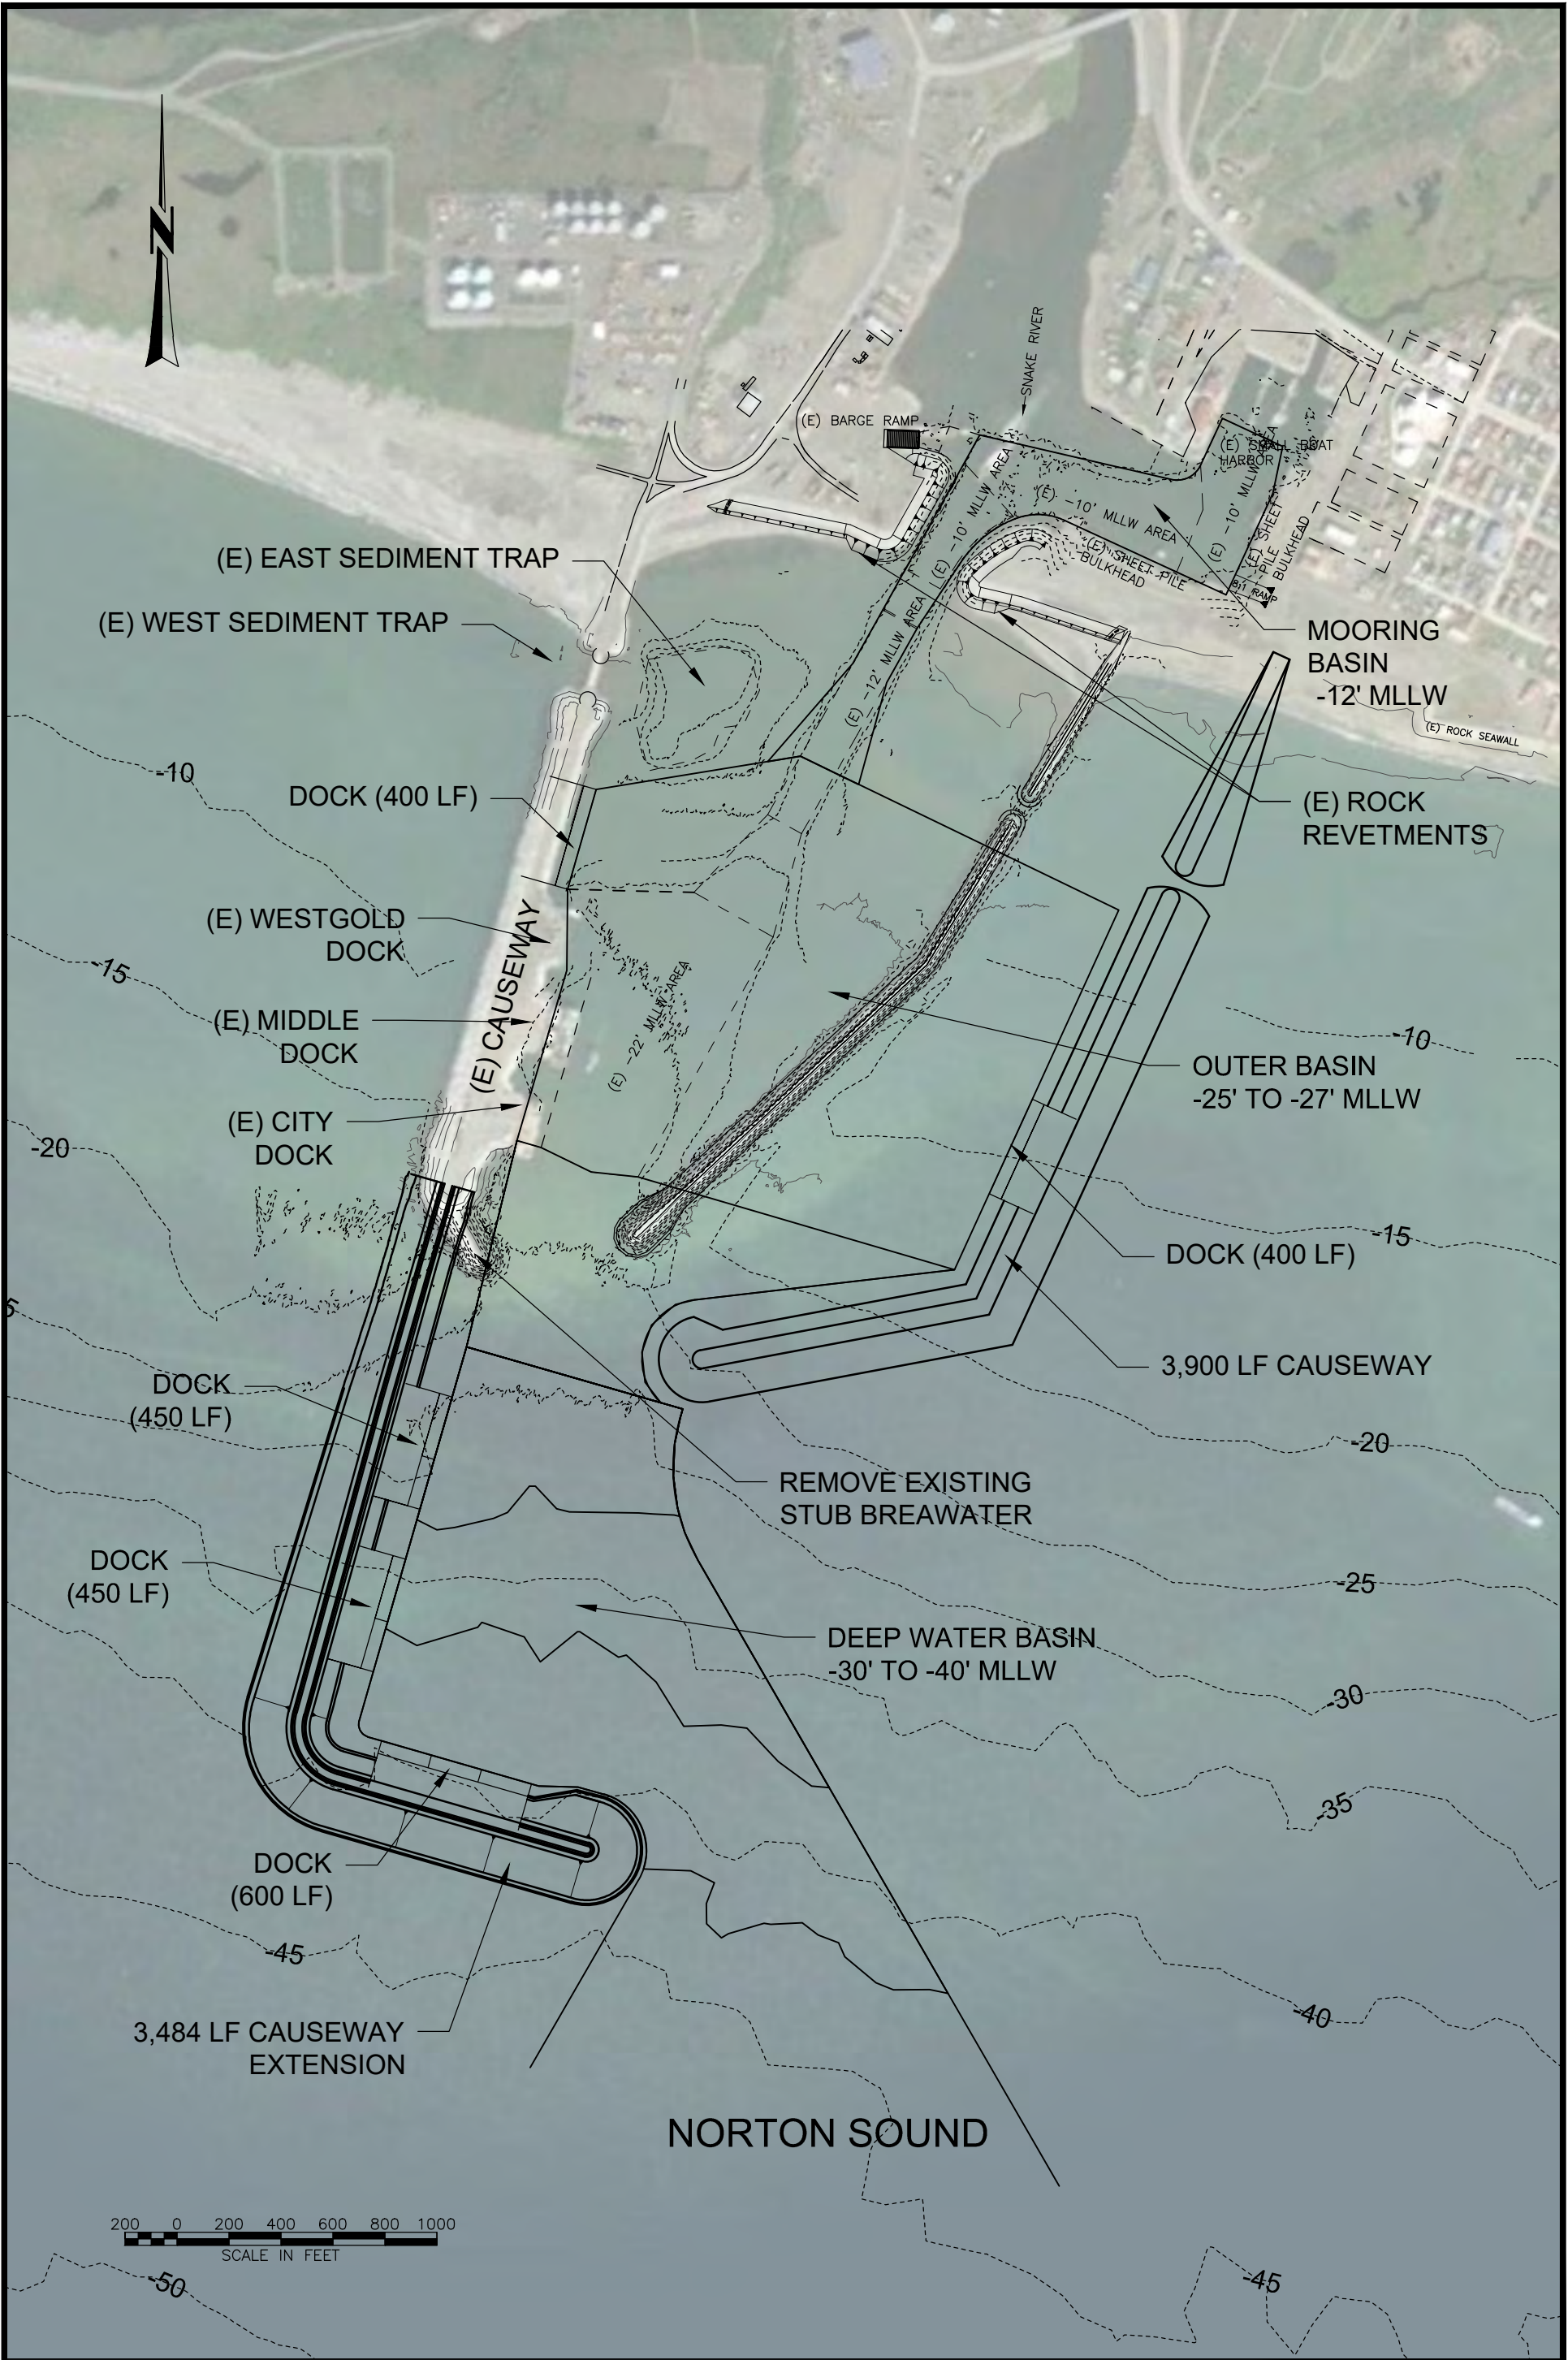 N
SNAKE RIVER
(E) BARGE RAMP
(E) SMALL BOAT
HARBOR
(E) -10' MLLW AREA
(E) -10' MLLW AREA
(E) -10' MLLW AREA
(E) SHEET PILE
BULKHEAD
(E) SHEET
PILE
BULKHEAD
8:1 RAMP
(E) -12' MLLW AREA
(E) EAST SEDIMENT TRAP
(E) WEST SEDIMENT TRAP
MOORING
BASIN
-12' MLLW
(E) ROCK SEAWALL
-10
DOCK (400 LF)
(E) ROCK
REVETMENTS
(E) WESTGOLD
DOCK
(E) CAUSEWAY
-15
(E) MIDDLE
DOCK
(E) -22' MLLW AREA
-10
OUTER BASIN
-25' TO -27' MLLW
(E) CITY
DOCK
-20
-15
DOCK (400 LF)
5
3,900 LF CAUSEWAY
DOCK
(450 LF)
-20
REMOVE EXISTING
STUB BREAWATER
DOCK
(450 LF)
-25
DEEP WATER BASIN
-30' TO -40' MLLW
-30
-35
DOCK
(600 LF)
-45
-40
3,484 LF CAUSEWAY
EXTENSION
NORTON SOUND
200 0 200 400 600 800 1000
SCALE IN FEET
-50
-45